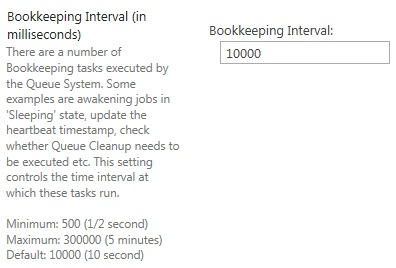 Bookkeeping Interval (in
milliseconds)
There are a number of
Bookkeeping tasks executed by
the Queue System. Some
examples are awakening jobs in
'Sleeping' state, update the
heartbeat timestamp, check
whether Queue Cleanup needs to
be executed etc. This setting
controls the time interval at
which these tasks run.
Minimum: 500 (1/2 second)
Maximum: 300000 (5 minutes)
Default: 10000 (10 second)
Bookkeeping Interval:
10000